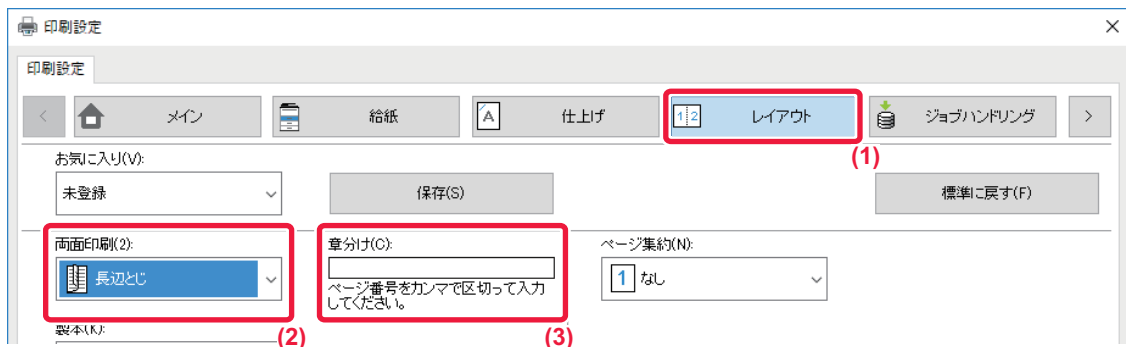 印刷設定
印刷設定
メイン
給紙
A
仕上げ
1 2
レイアウト
ジョブハンドリング
(1)
お気に入り(V):
未登録
保存(S)
標準に戻す(F)
両面印刷(2):
章分け(C):
ページ集約(N):
長辺とじ
1 なし
ページ番号をカンマで区切って入力
してください。
製本(K):
(2)
(3)